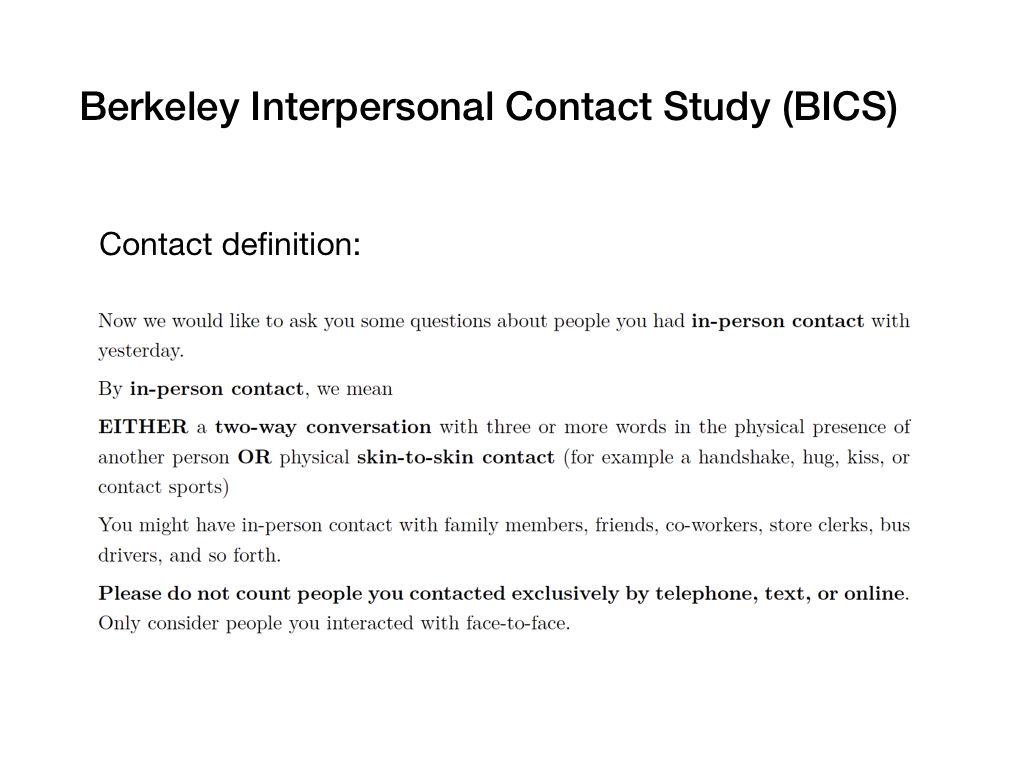 Berkeley Interpersonal Contact Study (BICS)
Contact definition:
Now we would like to ask you some questions about people you had in-person contact with
yesterday.
By in-person contact, we mean
EITHER a two-way conversation with three or more words in the physical presence of
another person OR physical skin-to-skin contact (for example a handshake, hug, kiss, or
contact sports)
You might have in-person contact with family members, friends, co-workers, store clerks, bus
drivers, and so forth.
Please do not count people you contacted exclusively by telephone, text, or online.
Only consider people you interacted with face-to-face.